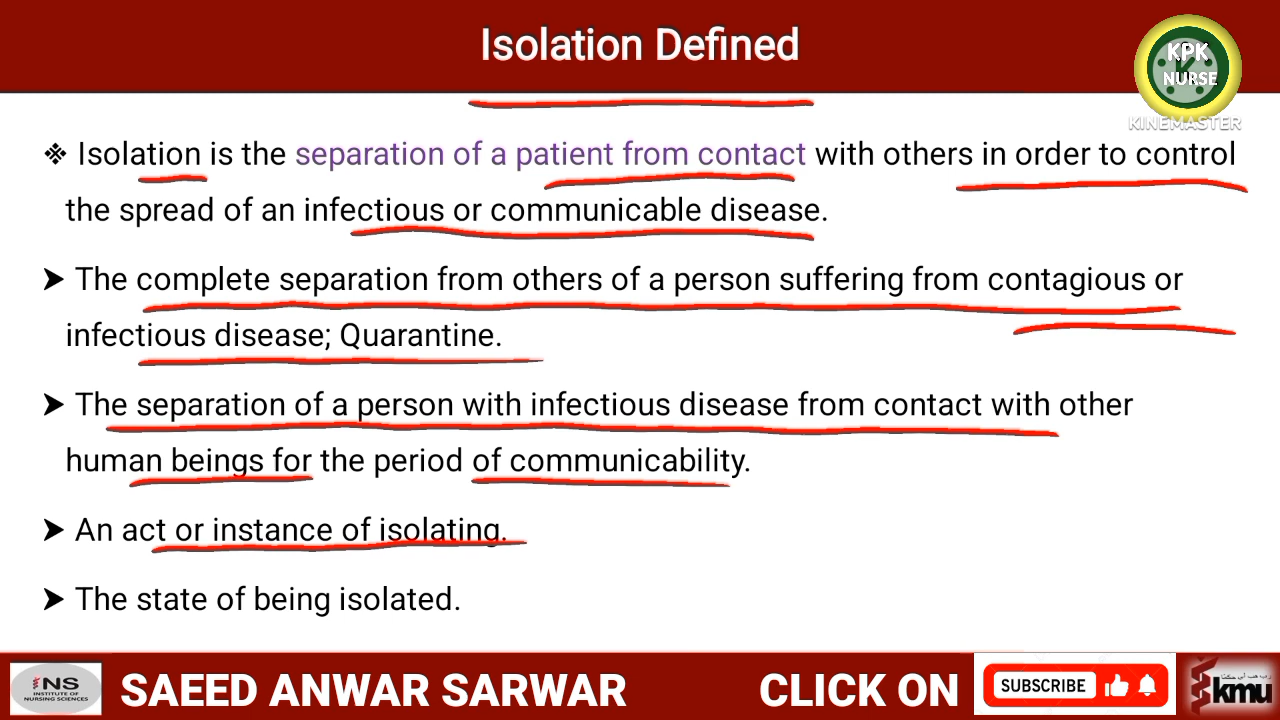 Isolation Defined
KPK
NURSE
KINEMASTER
❖ Isolation is the separation of a patient from contact with others in order to control
the spread of an infectious or communicable disease.
➤ The complete separation from others of a person suffering from contagious or
infectious disease; Quarantine.
➤ The separation of a person with infectious disease from contact with other
human beings for the period of communicability.
➤ An act or instance of isolating.
➤ The state of being isolated.
INS
INSTITUTE OF
NURSING SCIENCES
SAEED ANWAR SARWAR
CLICK ON
SUBSCRIBE
kmu